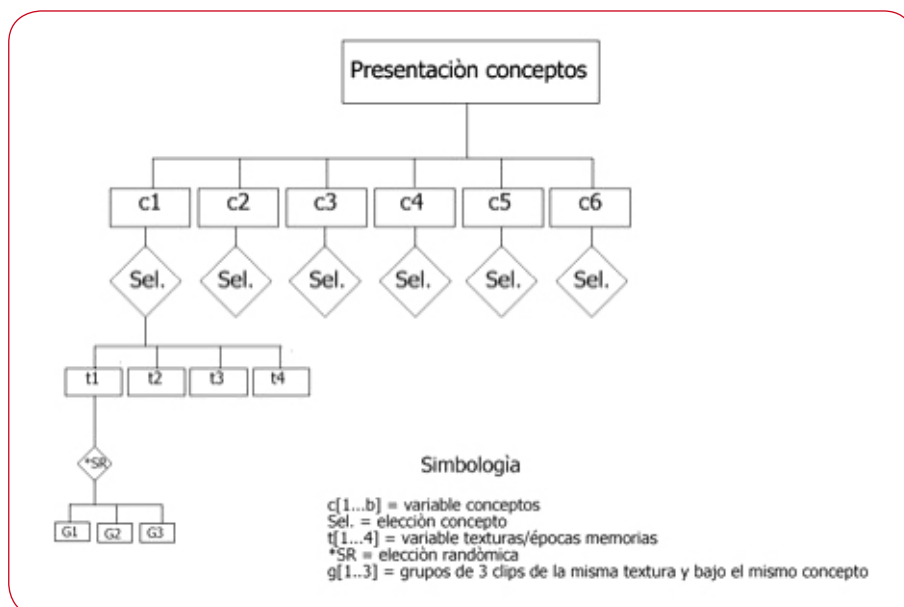 Presentaciòn conceptos
c1 c2 c3 c4 c5 c6
Sel. Sel. Sel. Sel. Sel. Sel.
t1 t2 t3 t4
*SR
G1 G2 G3
Simbologìa
c[1...b] = variable conceptos
Sel. = elecciòn concepto
t[1...4] = variable texturas/épocas memorias
*SR = elecciòn randòmica
g[1..3] = grupos de 3 clips de la misma textura y bajo el mismo concepto